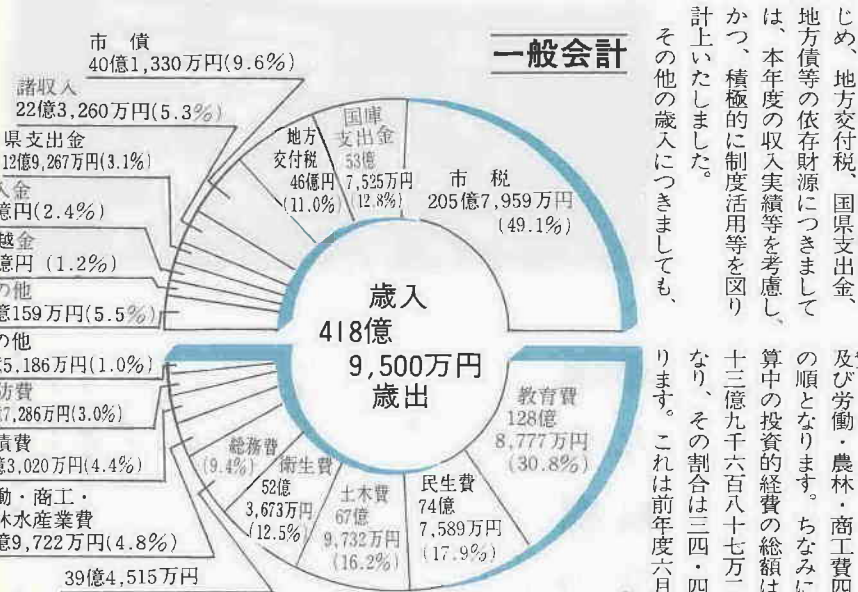 一般会計
じめ、地方交付税、国県支出金、
地方債等の依存財源につきまして
は、本年度の収入実績等を考慮し、
かつ、積極的に制度活用等を図り
計上いたしました。
その他の歳入につきましても、
及び労働・農林・商工費四
の順となります。ちなみに
算中の投資的経費の総額は
十三億九千六百八十七万二
なり、その割合は三四・四
ります。これは前年度六月
市債
40億1,330万円(9.6%)
諸収入
22億3,260万円(5.3%)
県支出金
12億9,267万円(3.1%)
入金
億円(2.4%)
越金
億円(1.2%)
の他
億159万円(5.5%)
の他
5,186万円(1.0%)
防費
7,286万円(3.0%)
債費
億3,020万円(4.4%)
働・商工・
林水産業費
億9,722万円(4.8%)
39億4,515万円
地方
交付税
46億円
(11.0%)
国庫
支出金
53億
7,525万円
(12.8%)
市税
205億7,959万円
(49.1%)
歳入
418億
9,500万円
歳出
総務費
(9.4%)
衛生費
52億
3,673万円
(12.5%)
土木費
67億
9,732万円
(16.2%)
民生費
74億
7,589万円
(17.9%)
教育費
128億
8,777万円
(30.8%)